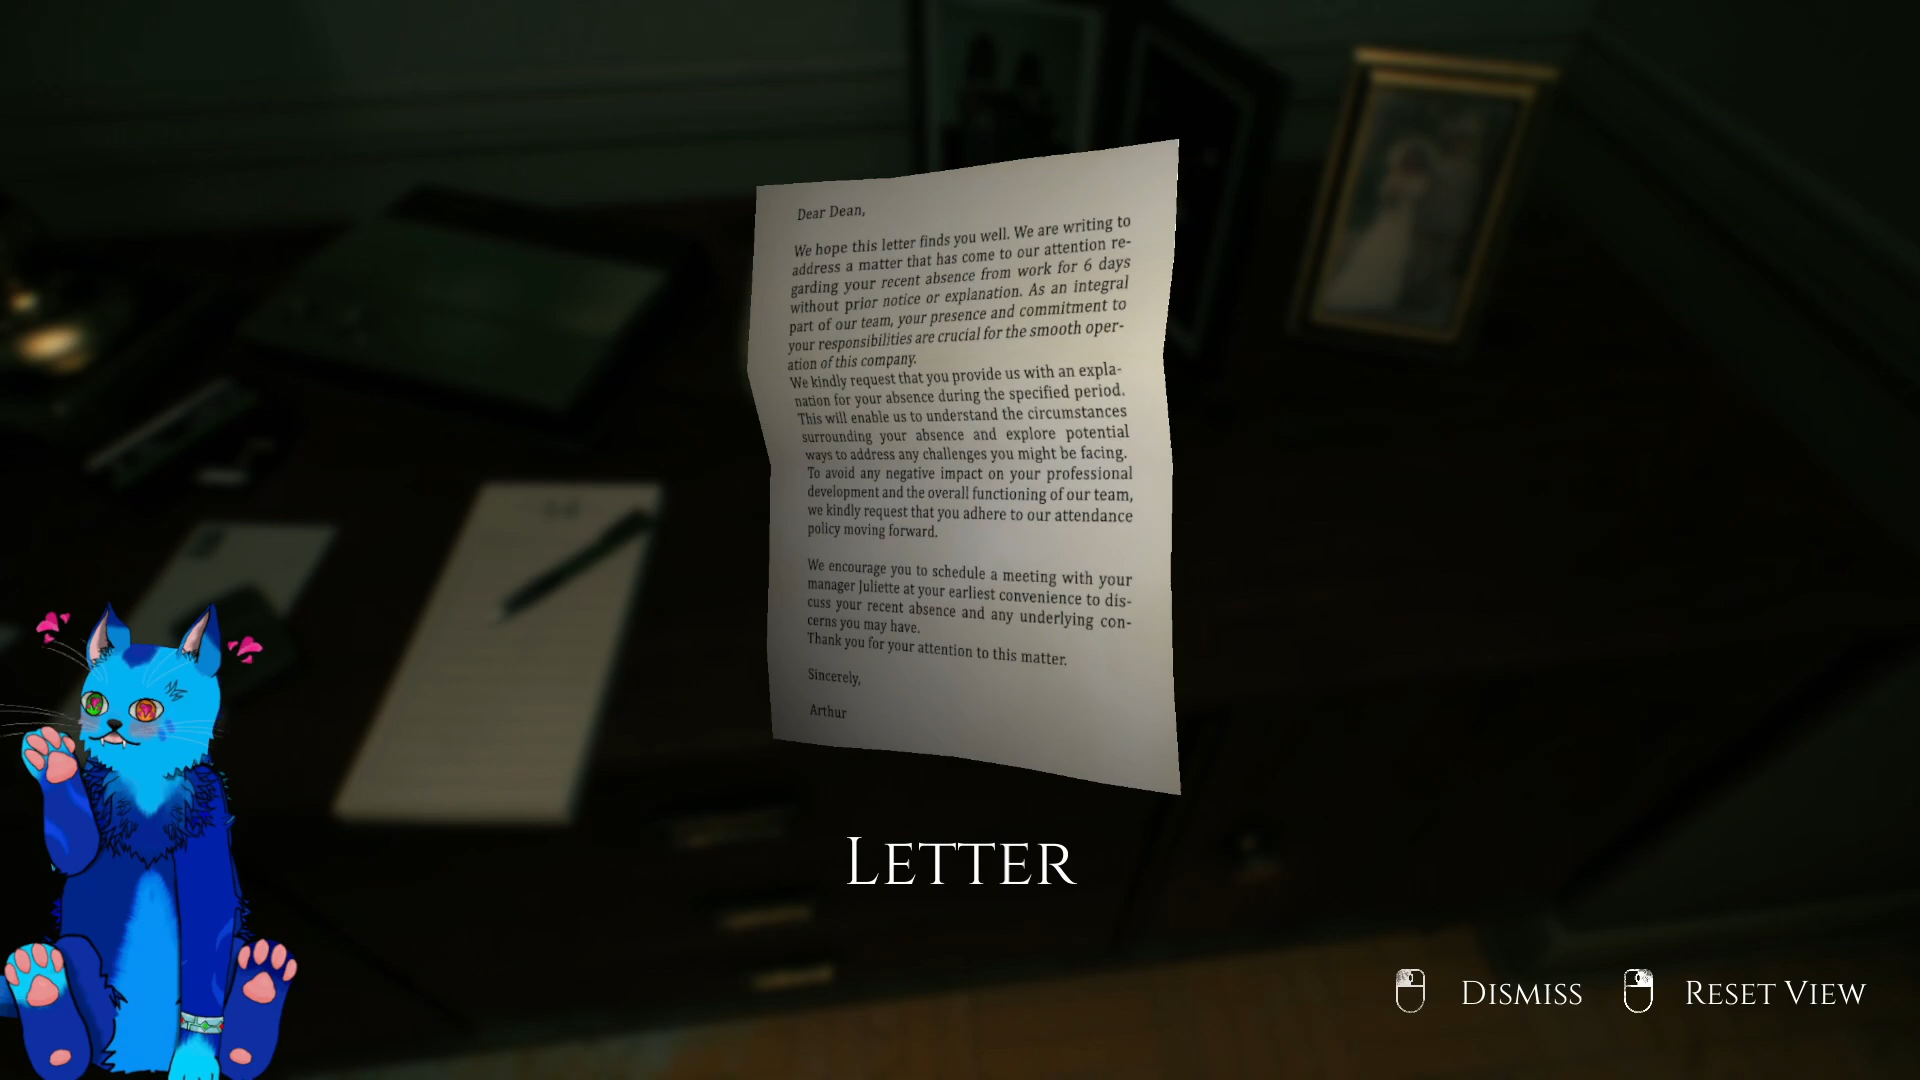 Dear Dean,
We hope this letter finds you well. We are writing to
address a matter that has come to our attention re-
garding your recent absence from work for 6 days
without prior notice or explanation. As an integral
part of our team, your presence and commitment to
your responsibilities are crucial for the smooth oper-
ation of this company.
We kindly request that you provide us with an expla-
nation for your absence during the specified period.
This will enable us to understand the circumstances
surrounding your absence and explore potential
ways to address any challenges you might be facing.
To avoid any negative impact on your professional
development and the overall functioning of our team,
we kindly request that you adhere to our attendance
policy moving forward.
We encourage you to schedule a meeting with your
manager Juliette at your earliest convenience to dis-
cuss your recent absence and any underlying con-
cerns you may have.
Thank you for your attention to this matter.
Sincerely,
Arthur
Letter
Dismiss
Reset View